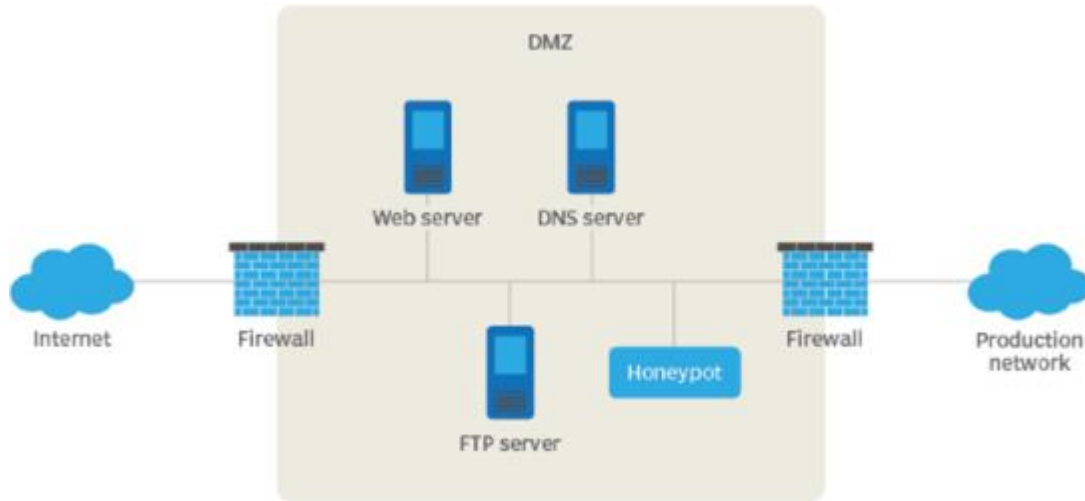 DMZ
Web server
DNS server
Internet
Firewall
Firewall
Production
network
Honeypot
FTP server